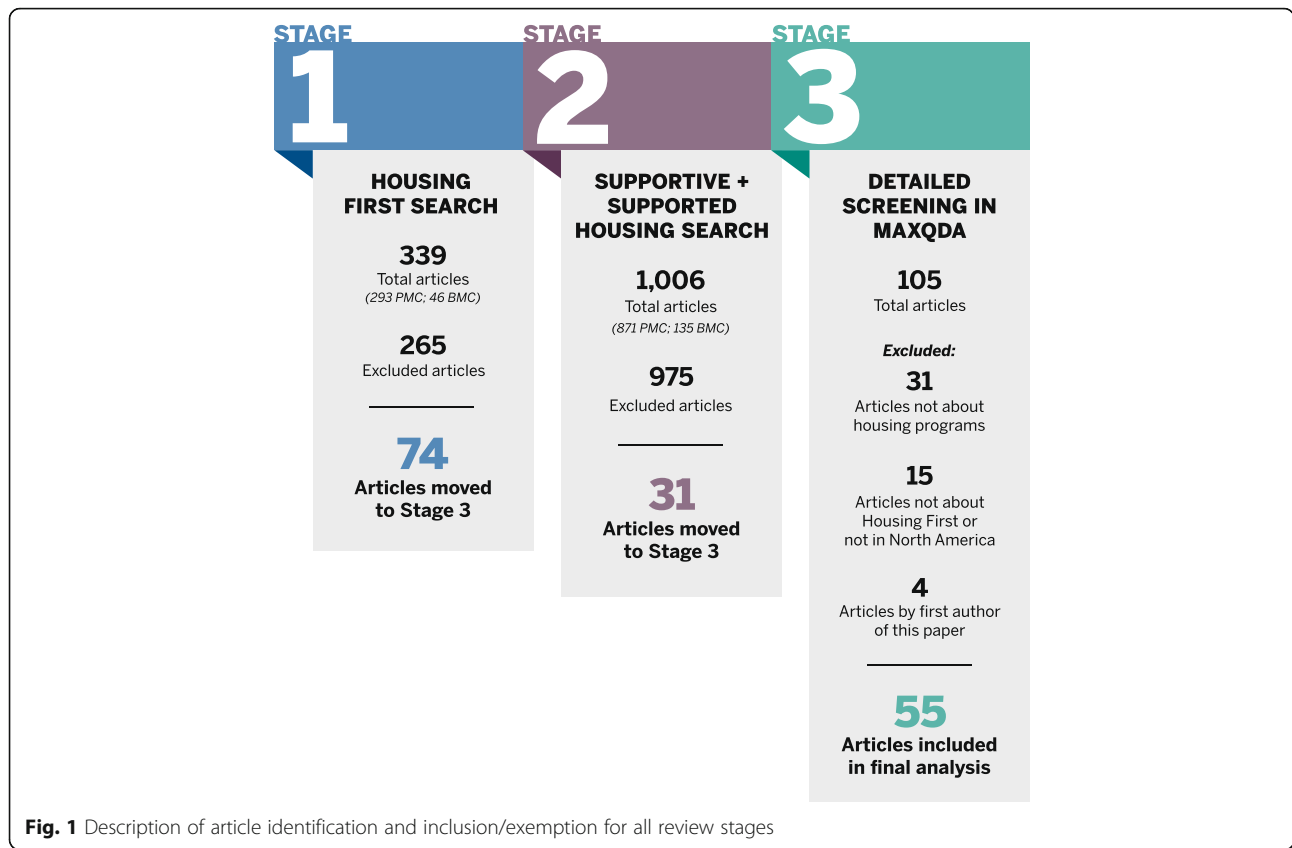 STAGE
1
HOUSING
FIRST SEARCH
339
Total articles
(293 PMC; 46 BMC)
265
Excluded articles
74
Articles moved
to Stage 3
STAGE
2
SUPPORTIVE +
SUPPORTED
HOUSING SEARCH
1,006
Total articles
(871 PMC; 135 BMC)
975
Excluded articles
31
Articles moved
to Stage 3
STAGE
3
DETAILED
SCREENING IN
MAXQDA
105
Total articles
Excluded:
31
Articles not about
housing programs
15
Articles not about
Housing First or
not in North America
4
Articles by first author
of this paper
55
Articles included
in final analysis
Fig. 1 Description of article identification and inclusion/exemption for all review stages